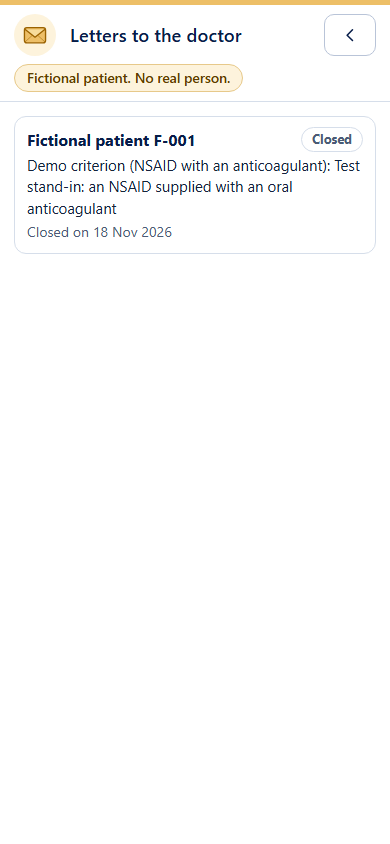 Letters to the doctor
Fictional patient. No real person.
Fictional patient F-001
Closed
Demo criterion (NSAID with an anticoagulant): Test
stand-in: an NSAID supplied with an oral
anticoagulant
Closed on 18 Nov 2026